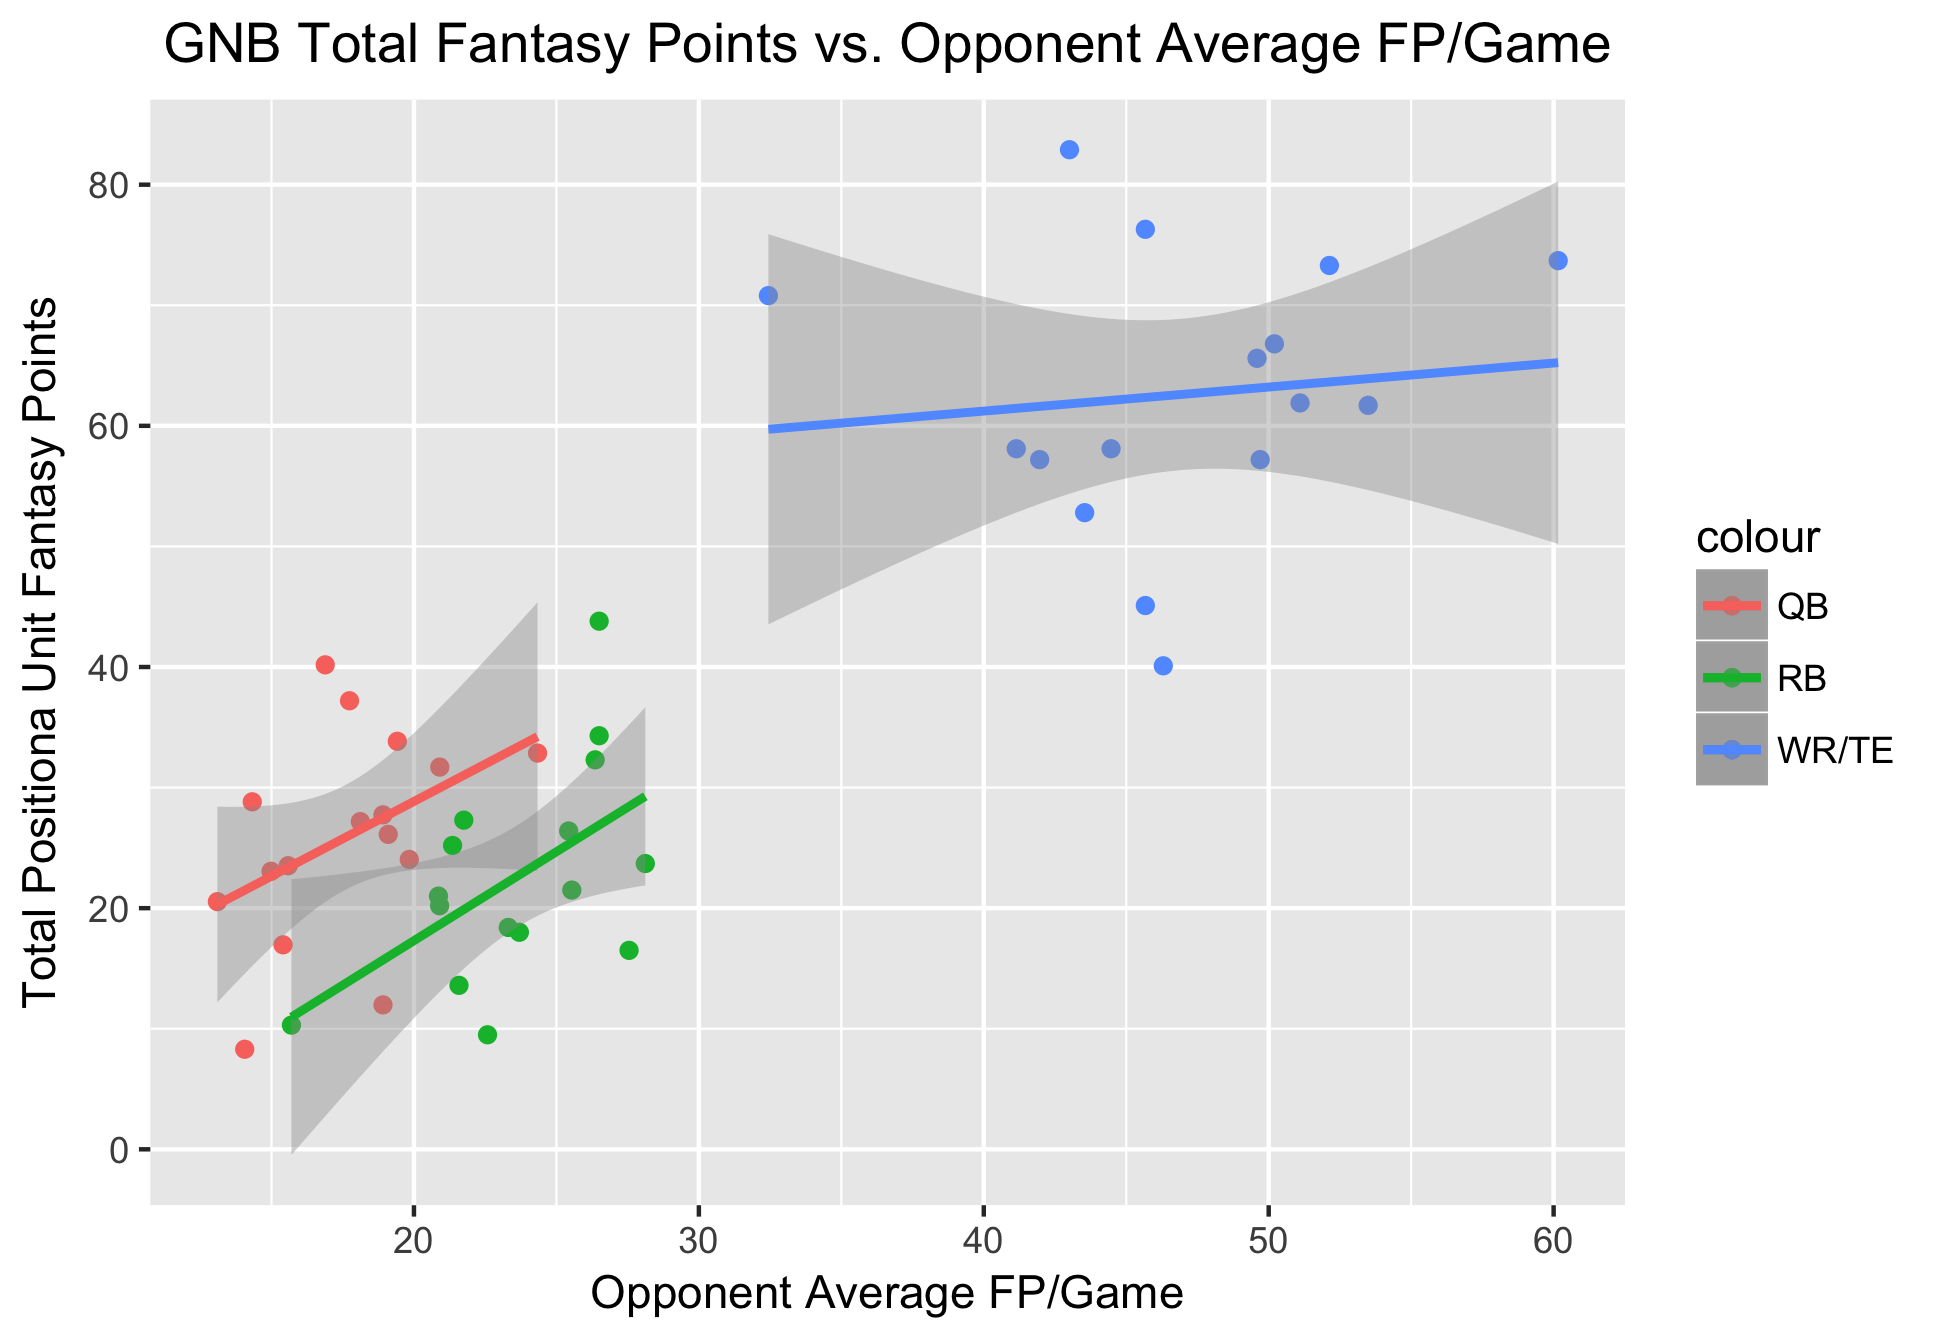 GNB Total Fantasy Points vs. Opponent Average FP/Game
Total Positiona Unit Fantasy Points
80
60
40
20
0
20 30 40 50 60
Opponent Average FP/Game
colour
QB
RB
WR/TE